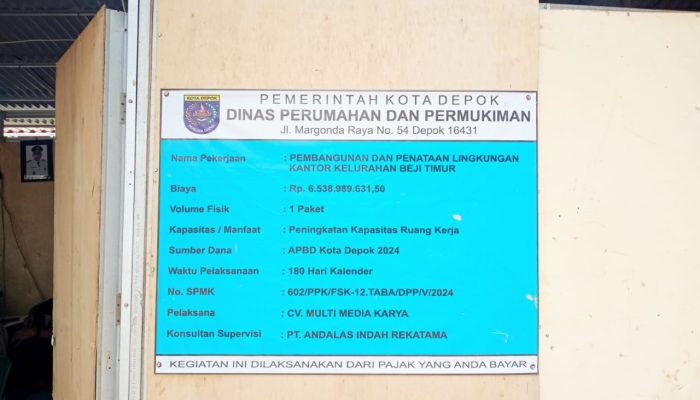 KOTA DEPOK
PEMERINTAH KOTA DEPOK
DINAS PERUMAHAN DAN PERMUKIMAN
Jl. Margonda Raya No. 54 Depok 16431
Nama Pekerjaan : PEMBANGUNAN DAN PENATAAN LINGKUNGAN
KANTOR KELURAHAN BEJI TIMUR
Biaya : Rp. 6.538.989.631,50
Volume Fisik : 1 Paket
Kapasitas / Manfaat : Peningkatan Kapasitas Ruang Kerja
Sumber Dana : APBD Kota Depok 2024
Waktu Pelaksanaan : 180 Hari Kalender
No. SPMK : 602/PPK/FSK-12.TABA/DPP/V/2024
Pelaksana : CV. MULTI MEDIA KARYA
Konsultan Supervisi : PT. ANDALAS INDAH REKATAMA
KEGIATAN INI DILAKSANAKAN DARI PAJAK YANG ANDA BAYAR